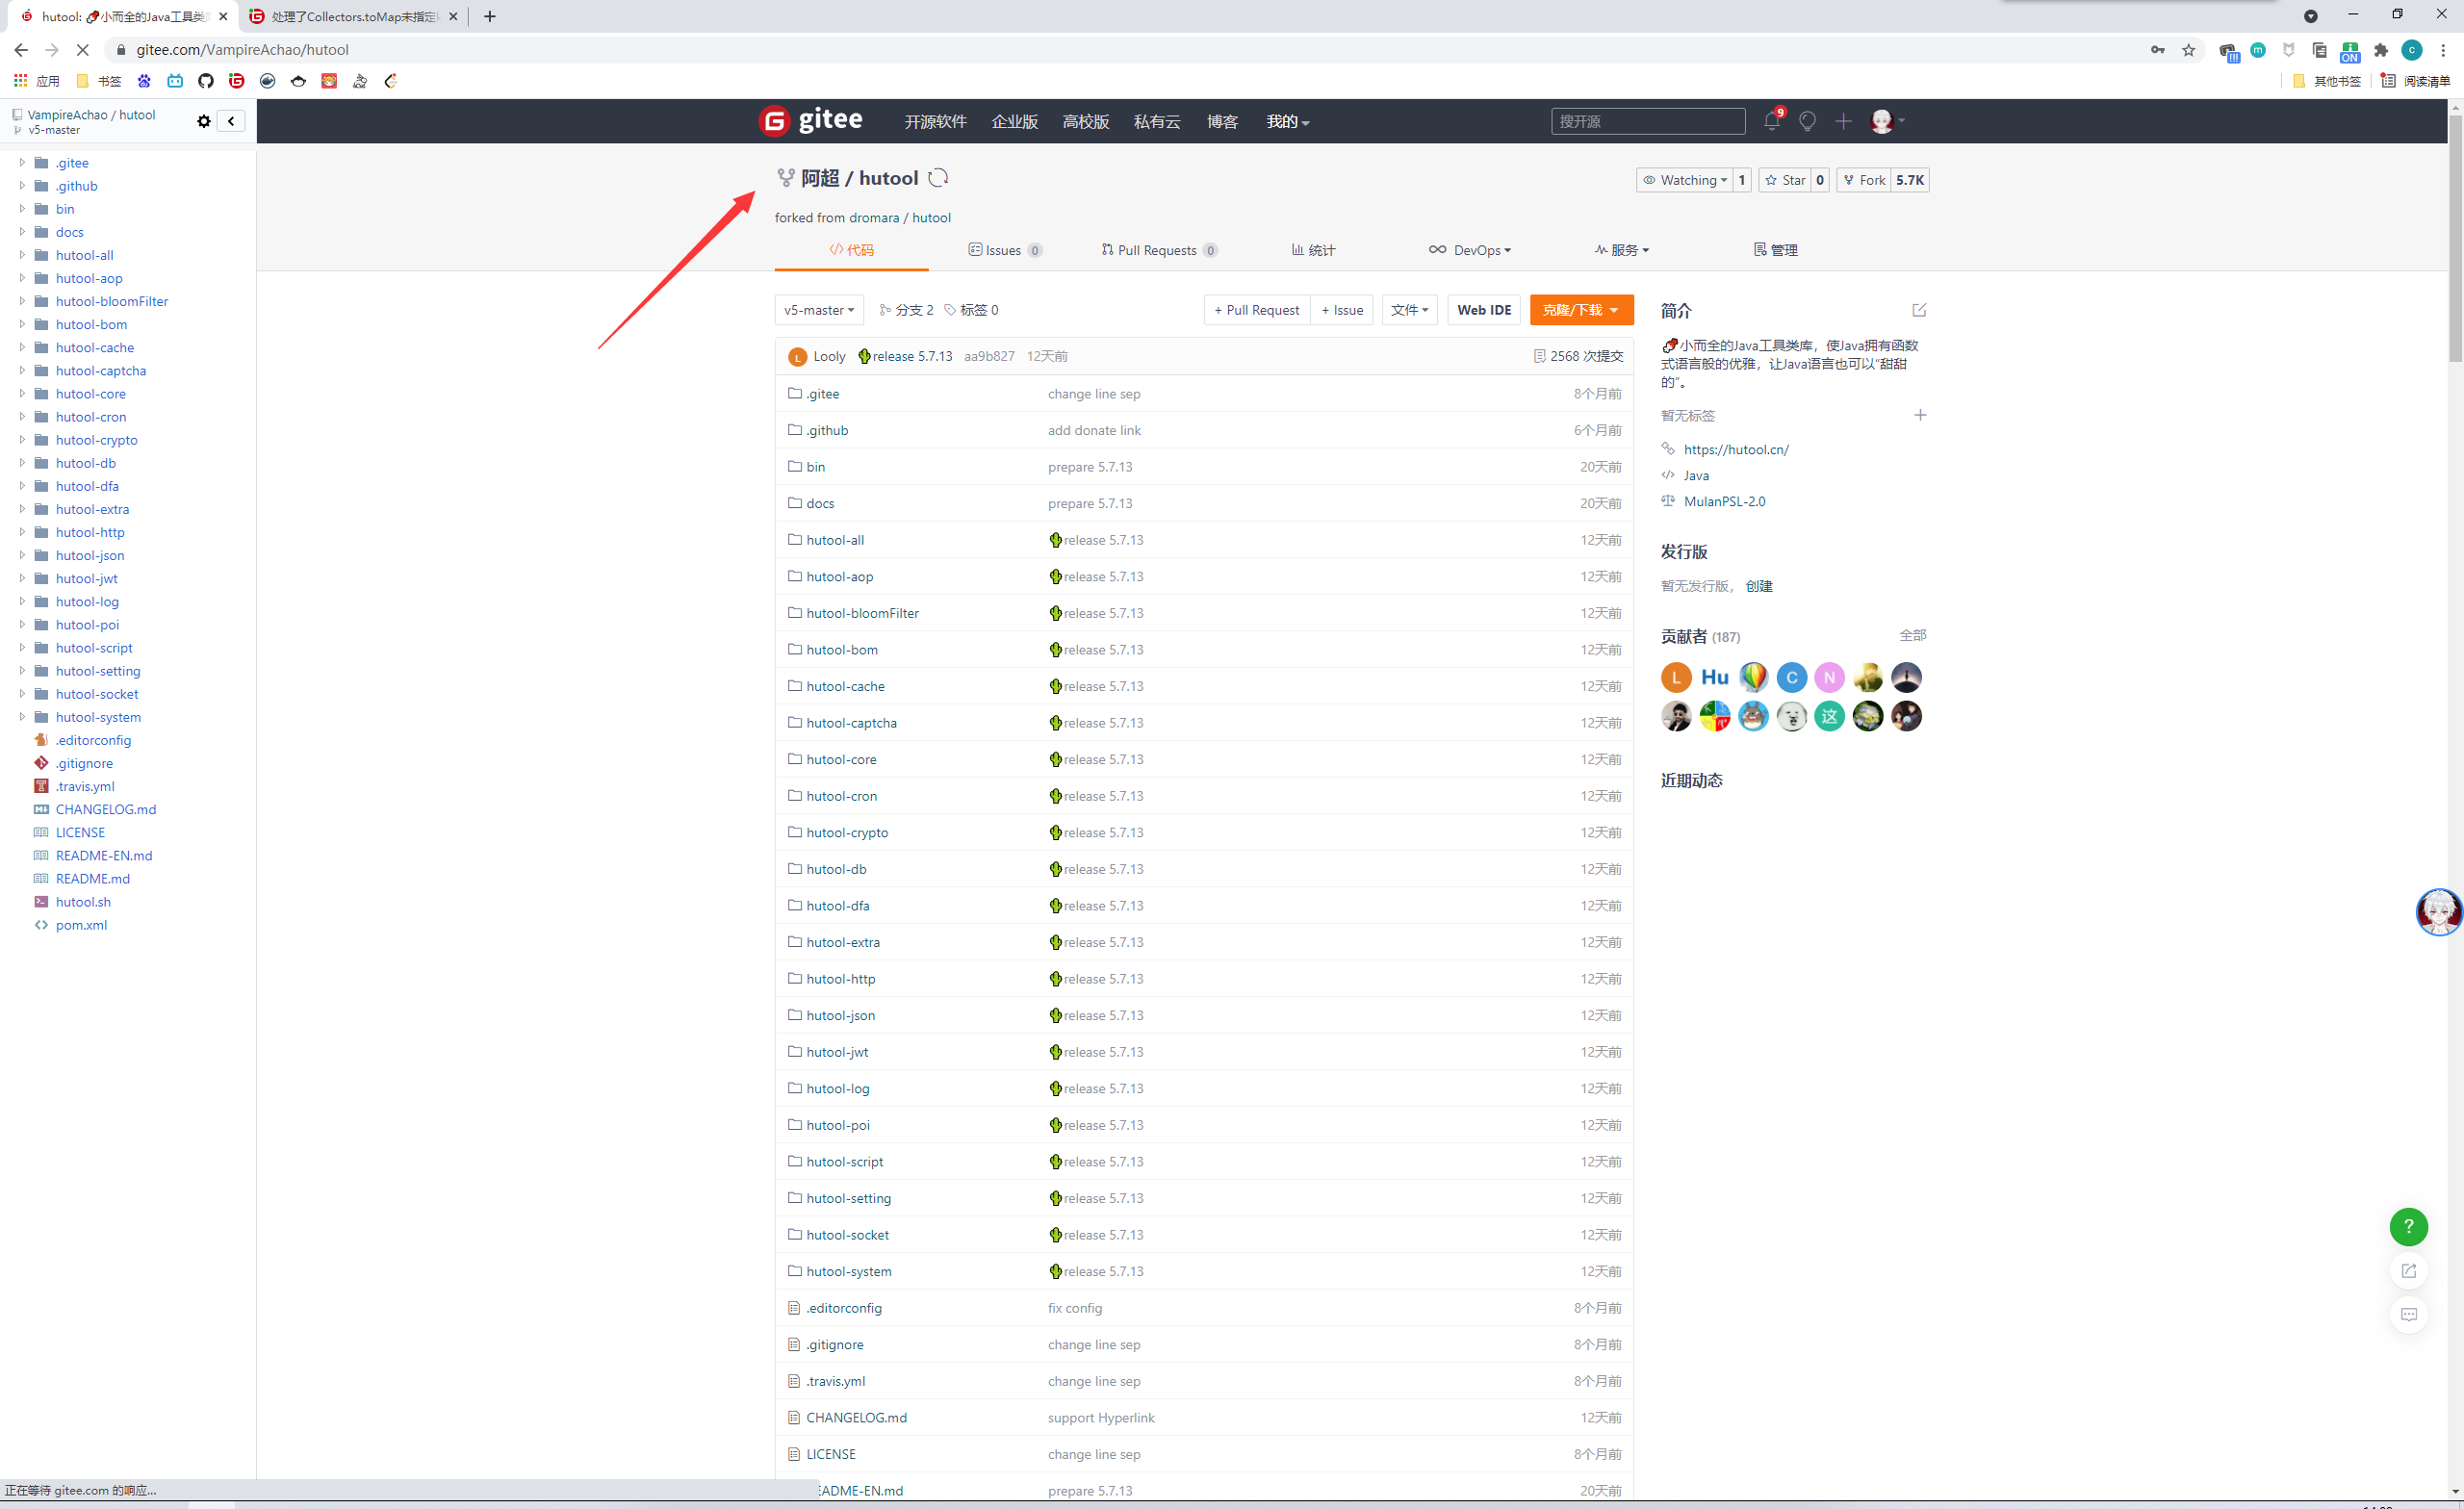 hutool: 小而全的Java工具类
处理了Collectors.toMap未指定
gitee.com/VampireAchao/hutool
ON
c
应用
书签
其他书签
阅读清单
VampireAchao / hutool
v5-master
gitee
开源软件
企业版
高校版
私有云
博客
我的
搜开源
9
.gitee
.github
bin
docs
hutool-all
hutool-aop
hutool-bloomFilter
hutool-bom
hutool-cache
hutool-captcha
hutool-core
hutool-cron
hutool-crypto
hutool-db
hutool-dfa
hutool-extra
hutool-http
hutool-json
hutool-jwt
hutool-log
hutool-poi
hutool-script
hutool-setting
hutool-socket
hutool-system
.editorconfig
.gitignore
.travis.yml
CHANGELOG.md
LICENSE
README-EN.md
README.md
hutool.sh
pom.xml
阿超 / hutool
Watching 1
Star 0
Fork 5.7K
forked from dromara / hutool
代码
Issues 0
Pull Requests 0
统计
DevOps
服务
管理
v5-master 分支 2 标签 0
+ Pull Request
+ Issue
文件
Web IDE
克隆/下载
L Looly release 5.7.13 aa9b827 12天前 2568 次提交
.gitee change line sep 8个月前
.github add donate link 6个月前
bin prepare 5.7.13 20天前
docs prepare 5.7.13 20天前
hutool-all release 5.7.13 12天前
hutool-aop release 5.7.13 12天前
hutool-bloomFilter release 5.7.13 12天前
hutool-bom release 5.7.13 12天前
hutool-cache release 5.7.13 12天前
hutool-captcha release 5.7.13 12天前
hutool-core release 5.7.13 12天前
hutool-cron release 5.7.13 12天前
hutool-crypto release 5.7.13 12天前
hutool-db release 5.7.13 12天前
hutool-dfa release 5.7.13 12天前
hutool-extra release 5.7.13 12天前
hutool-http release 5.7.13 12天前
hutool-json release 5.7.13 12天前
hutool-jwt release 5.7.13 12天前
hutool-log release 5.7.13 12天前
hutool-poi release 5.7.13 12天前
hutool-script release 5.7.13 12天前
hutool-setting release 5.7.13 12天前
hutool-socket release 5.7.13 12天前
hutool-system release 5.7.13 12天前
.editorconfig fix config 8个月前
.gitignore change line sep 8个月前
.travis.yml change line sep 8个月前
CHANGELOG.md support Hyperlink 12天前
LICENSE change line sep 8个月前
EADME-EN.md prepare 5.7.13 20天前
简介
小而全的Java工具类库，使Java拥有函数
式语言般的优雅，让Java语言也可以“甜甜
的”。
暂无标签
https://hutool.cn/
Java
MulanPSL-2.0
发行版
暂无发行版， 创建
贡献者 (187) 全部
L Hu C N
这
近期动态
?
正在等待 gitee.com 的响应...